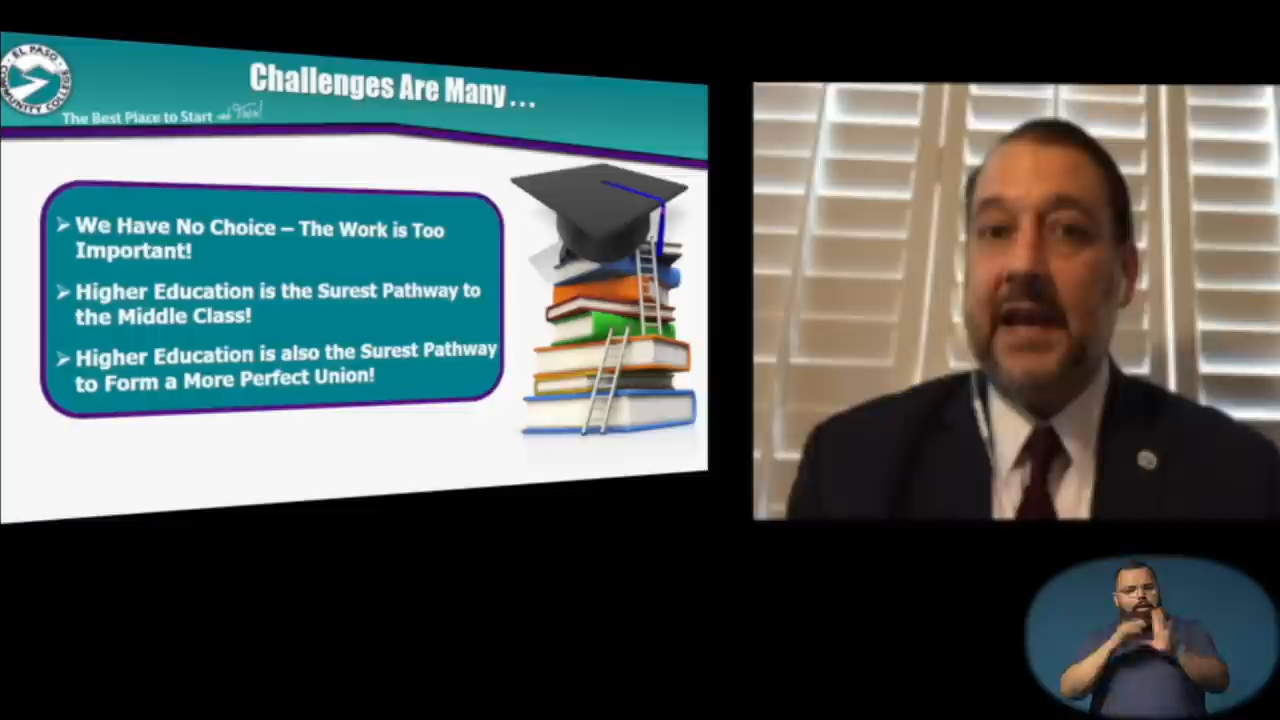 EL PASO
COMMUNITY COLLEGE
Challenges Are Many . . .
The Best Place to Start and Finish!
We Have No Choice – The Work is Too
Important!
Higher Education is the Surest Pathway to
the Middle Class!
Higher Education is also the Surest Pathway
to Form a More Perfect Union!